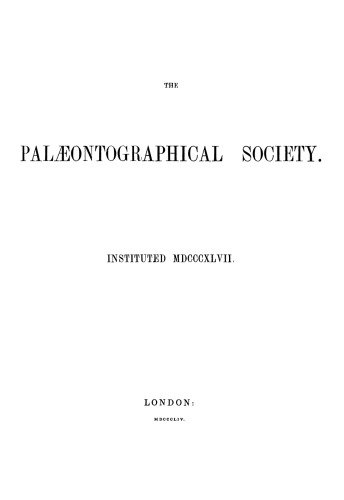 THE
PALÆONTOGRAPHICAL SOCIETY.
INSTITUTED MDCCCXLVII.
LONDON:
MDCCCLIV.